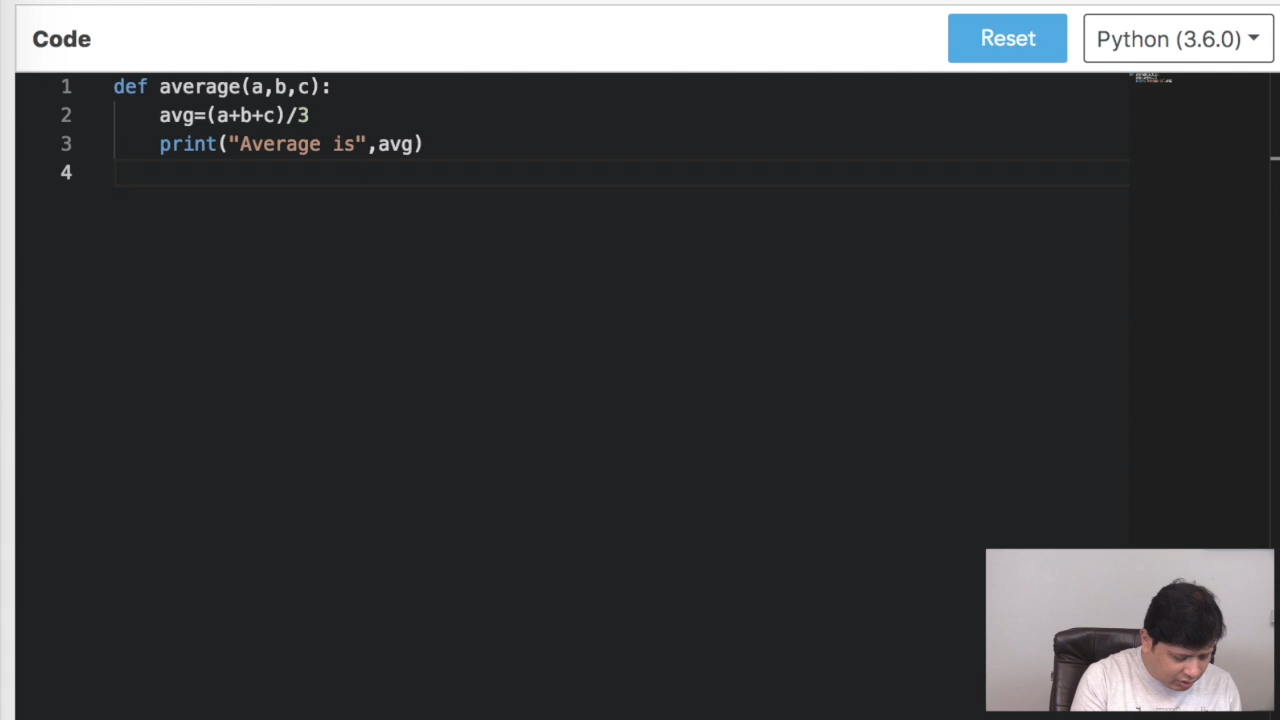 Code
Reset
Python (3.6.0)
1 def average(a,b,c):
2 avg=(a+b+c)/3
3 print("Average is",avg)
4